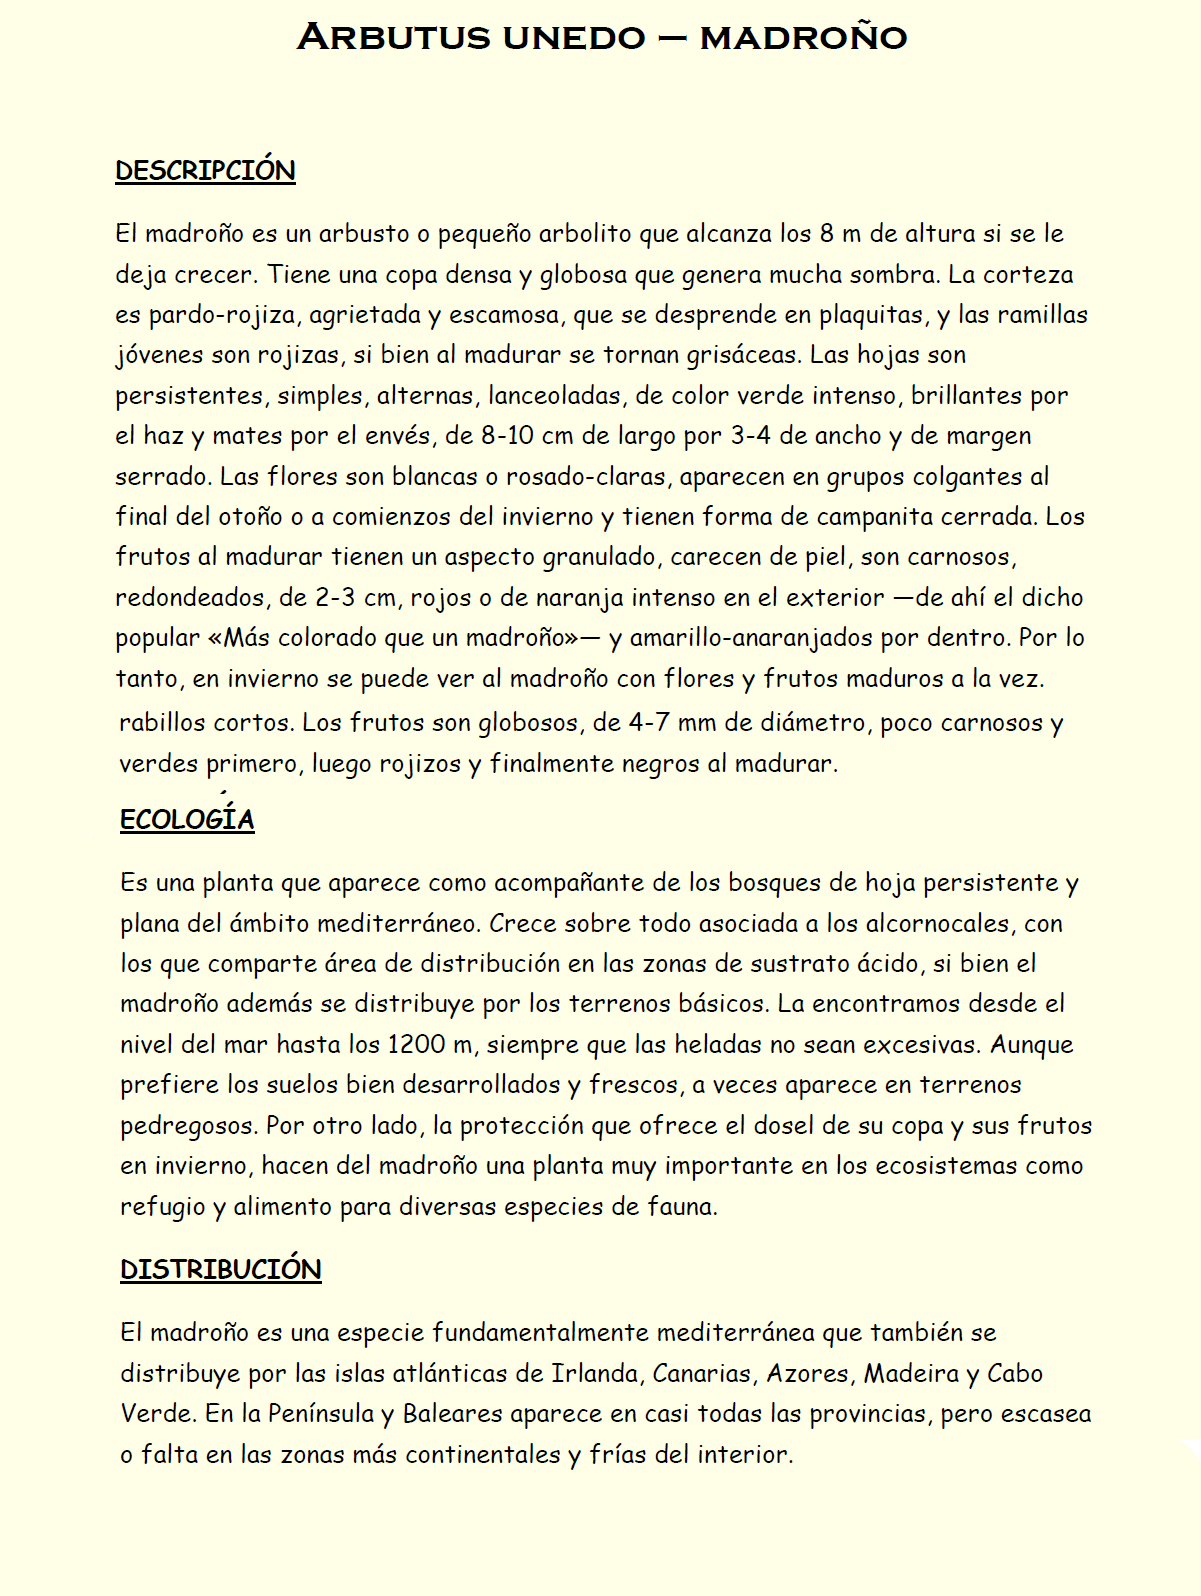 ARBUTUS UNEDO – MADROÑO
DESCRIPCIÓN
El madroño es un arbusto o pequeño arbolito que alcanza los 8 m de altura si se le
deja crecer. Tiene una copa densa y globosa que genera mucha sombra. La corteza
es pardo-rojiza, agrietada y escamosa, que se desprende en plaquitas, y las ramillas
jóvenes son rojizas, si bien al madurar se tornan grisáceas. Las hojas son
persistentes, simples, alternas, lanceoladas, de color verde intenso, brillantes por
el haz y mates por el envés, de 8-10 cm de largo por 3-4 de ancho y de margen
serrado. Las flores son blancas o rosado-claras, aparecen en grupos colgantes al
final del otoño o a comienzos del invierno y tienen forma de campanita cerrada. Los
frutos al madurar tienen un aspecto granulado, carecen de piel, son carnosos,
redondeados, de 2-3 cm, rojos o de naranja intenso en el exterior —de ahí el dicho
popular «Más colorado que un madroño»— y amarillo-anaranjados por dentro. Por lo
tanto, en invierno se puede ver al madroño con flores y frutos maduros a la vez.
rabillos cortos. Los frutos son globosos, de 4-7 mm de diámetro, poco carnosos y
verdes primero, luego rojizos y finalmente negros al madurar.
ECOLOGÍA
Es una planta que aparece como acompañante de los bosques de hoja persistente y
plana del ámbito mediterráneo. Crece sobre todo asociada a los alcornocales, con
los que comparte área de distribución en las zonas de sustrato ácido, si bien el
madroño además se distribuye por los terrenos básicos. La encontramos desde el
nivel del mar hasta los 1200 m, siempre que las heladas no sean excesivas. Aunque
prefiere los suelos bien desarrollados y frescos, a veces aparece en terrenos
pedregosos. Por otro lado, la protección que ofrece el dosel de su copa y sus frutos
en invierno, hacen del madroño una planta muy importante en los ecosistemas como
refugio y alimento para diversas especies de fauna.
DISTRIBUCIÓN
El madroño es una especie fundamentalmente mediterránea que también se
distribuye por las islas atlánticas de Irlanda, Canarias, Azores, Madeira y Cabo
Verde. En la Península y Baleares aparece en casi todas las provincias, pero escasea
o falta en las zonas más continentales y frías del interior.